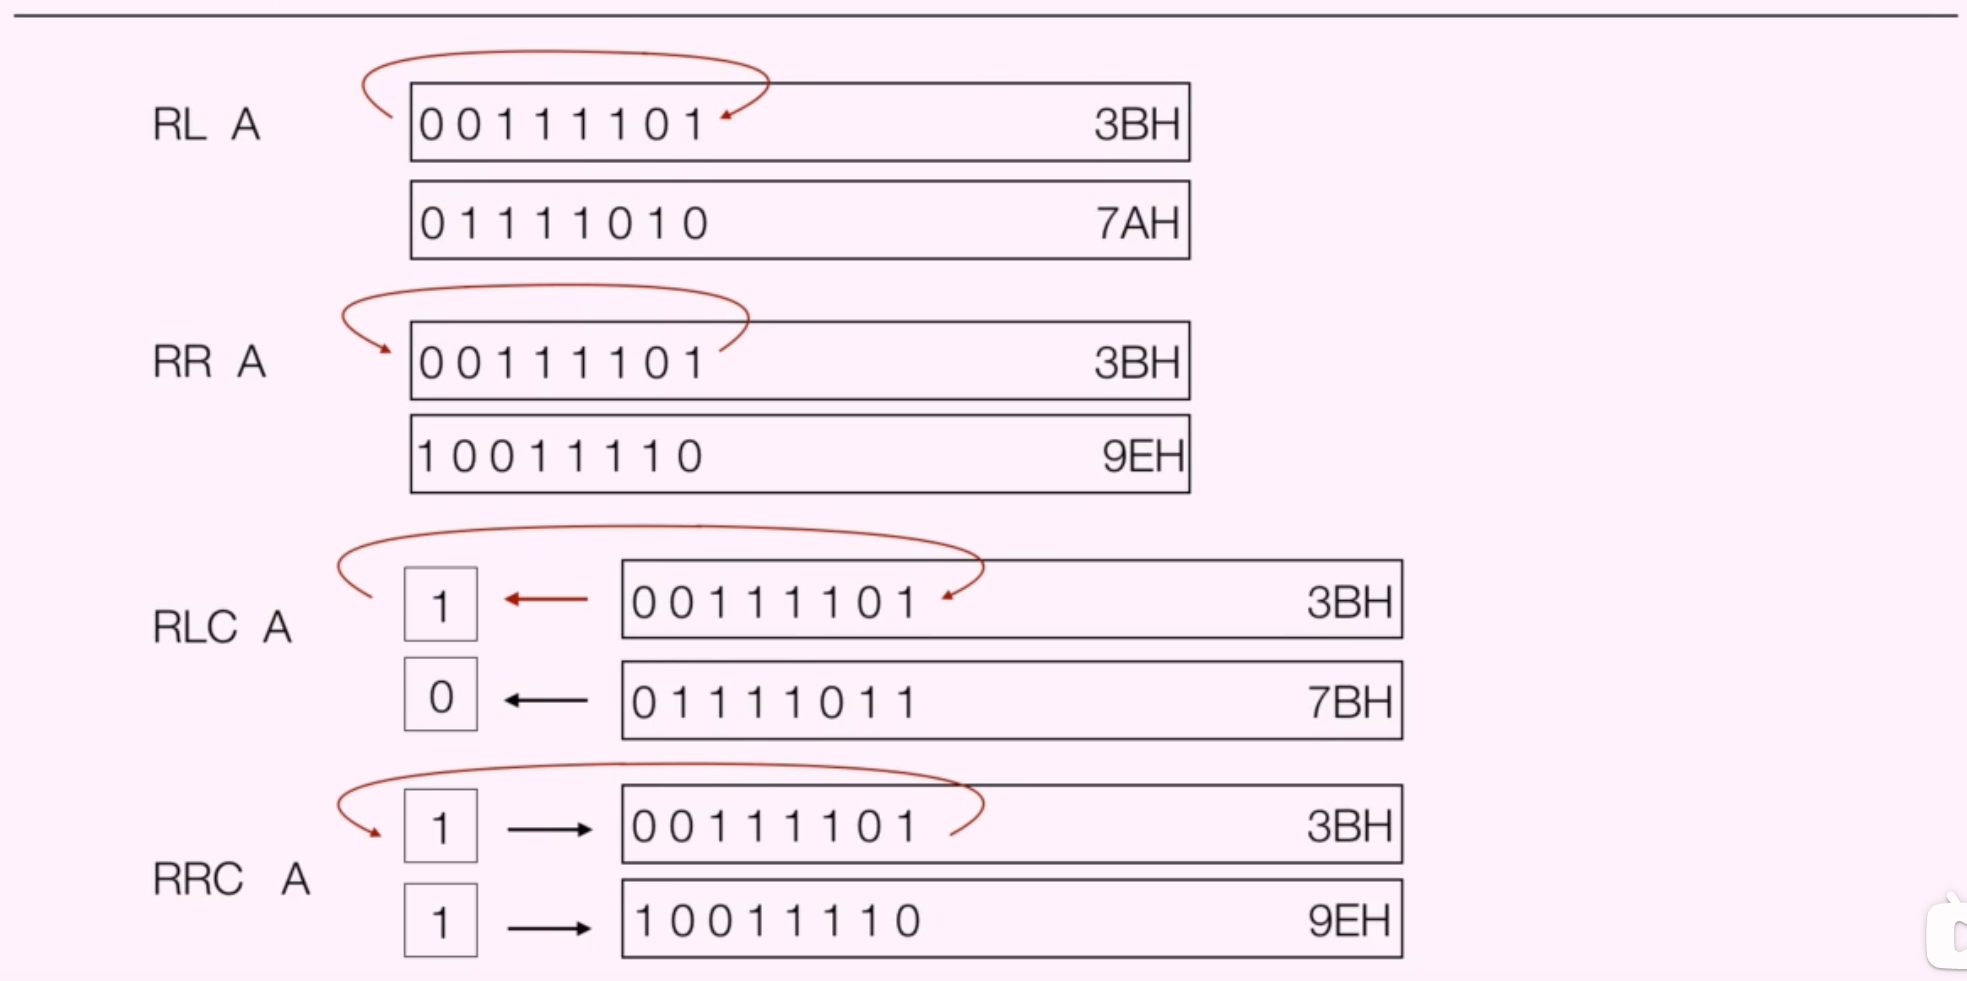 RL A 0 0 1 1 1 1 0 1 3BH
0 1 1 1 1 0 1 0 7AH
RR A 0 0 1 1 1 1 0 1 3BH
1 0 0 1 1 1 1 0 9EH
1 0 0 1 1 1 1 0 1 3BH
RLC A
0 0 1 1 1 1 0 1 1 7BH
1 0 0 1 1 1 1 0 1 3BH
RRC A
1 1 0 0 1 1 1 1 0 9EH